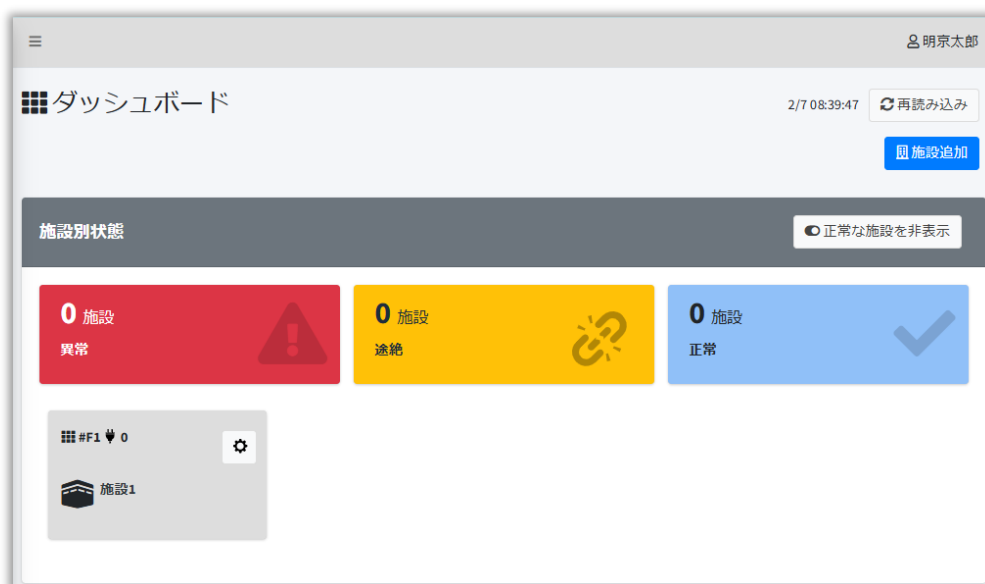 明京太郎
ダッシュボード
2/7 08:39:47 再読み込み
施設追加
施設別状態
正常な施設を非表示
0 施設
異常
0 施設
途絶
0 施設
正常
#F1 0
施設1